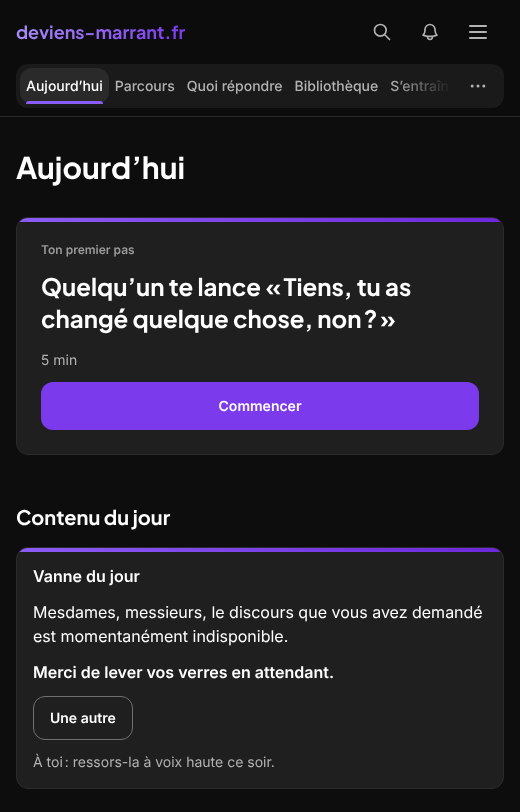 deviens-marrant.fr
Aujourd’hui Parcours Quoi répondre Bibliothèque S’entraîn
Aujourd’hui
Ton premier pas
Quelqu’un te lance « Tiens, tu as
changé quelque chose, non ? »
5 min
Commencer
Contenu du jour
Vanne du jour
Mesdames, messieurs, le discours que vous avez demandé
est momentanément indisponible.
Merci de lever vos verres en attendant.
Une autre
À toi : ressors-la à voix haute ce soir.